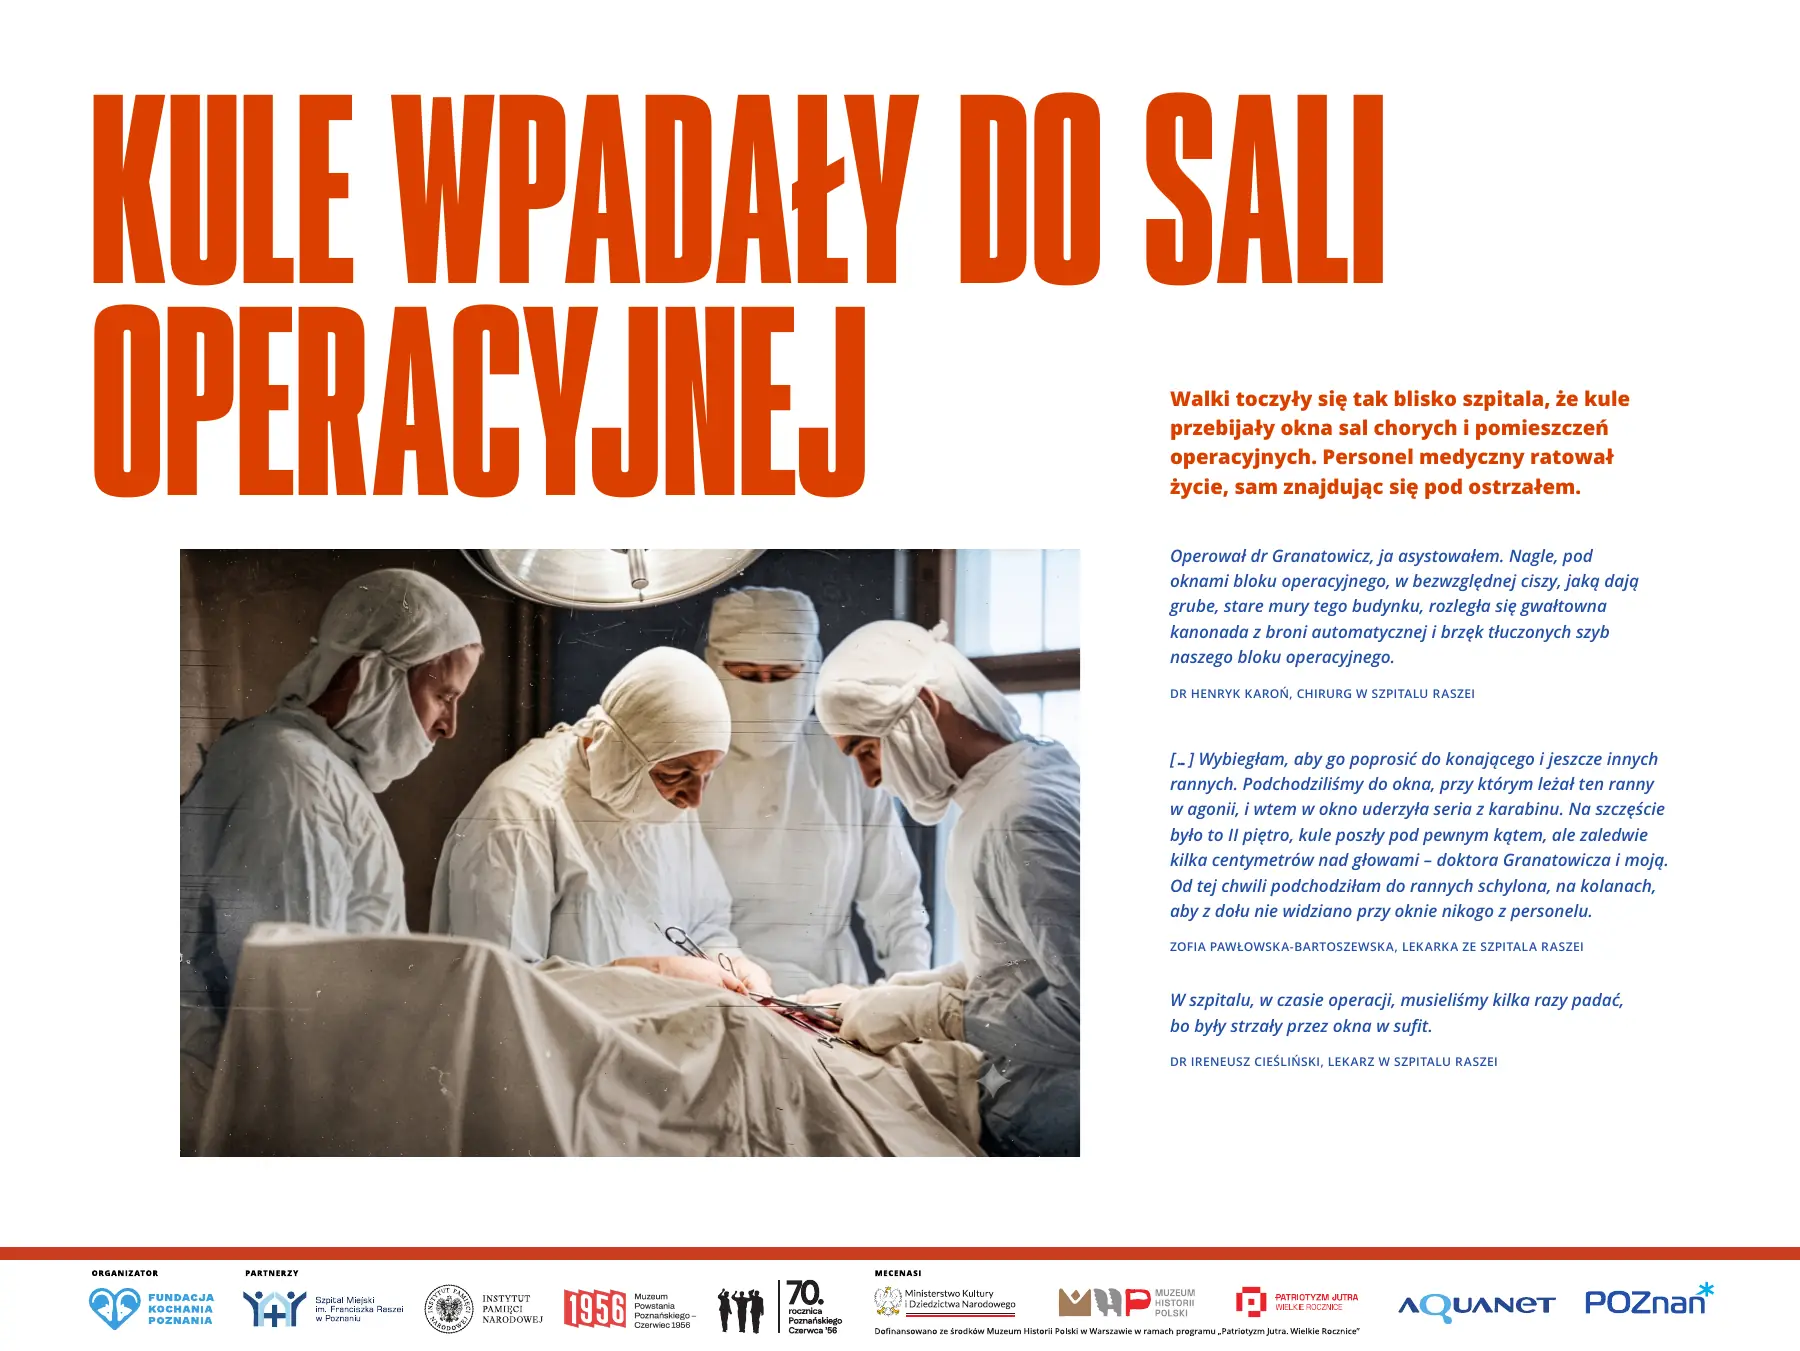 KULE WPADAŁY DO SALI
OPERACYJNEJ
Walki toczyły się tak blisko szpitala, że kule
przebijały okna sal chorych i pomieszczeń
operacyjnych. Personel medyczny ratował
życie, sam znajdując się pod ostrzałem.
Operował dr Granatowicz, ja asystowałem. Nagle, pod
oknami bloku operacyjnego, w bezwzględnej ciszy, jaką dają
grube, stare mury tego budynku, rozległa się gwałtowna
kanonada z broni automatycznej i brzęk tłuczonych szyb
naszego bloku operacyjnego.
DR HENRYK KAROŃ, CHIRURG W SZPITALU RASZEI
[...] Wybiegłam, aby go poprosić do konającego i jeszcze innych
rannych. Podchodziliśmy do okna, przy którym leżał ten ranny
w agonii, i wtem w okno uderzyła seria z karabinu. Na szczęście
było to II piętro, kule poszły pod pewnym kątem, ale zaledwie
kilka centymetrów nad głowami – doktora Granatowicza i moją.
Od tej chwili podchodziłam do rannych schylona, na kolanach,
aby z dołu nie widziano przy oknie nikogo z personelu.
ZOFIA PAWŁOWSKA-BARTOSZEWSKA, LEKARKA ZE SZPITALA RASZEI
W szpitalu, w czasie operacji, musieliśmy kilka razy padać,
bo były strzały przez okna w sufit.
DR IRENEUSZ CIEŚLIŃSKI, LEKARZ W SZPITALU RASZEI
ORGANIZATOR
FUNDACJA
KOCHANIA
POZNANIA
PARTNERZY
Szpital Miejski
im. Franciszka Raszei
w Poznaniu
INSTYTUT PAMIĘCI NARODOWEJ
INSTYTUT
PAMIĘCI
NARODOWEJ
1956
Muzeum
Powstania
Poznańskiego –
Czerwiec 1956
70.
rocznica
Poznańskiego
Czerwca '56
MECENASI
Ministerstwo Kultury
i Dziedzictwa Narodowego
MHP
MUZEUM
HISTORII
POLSKI
PATRIOTYZM JUTRA
WIELKIE ROCZNICE
AQUANET
POZnan*
Dofinansowano ze środków Muzeum Historii Polski w Warszawie w ramach programu „Patriotyzm Jutra. Wielkie Rocznice”